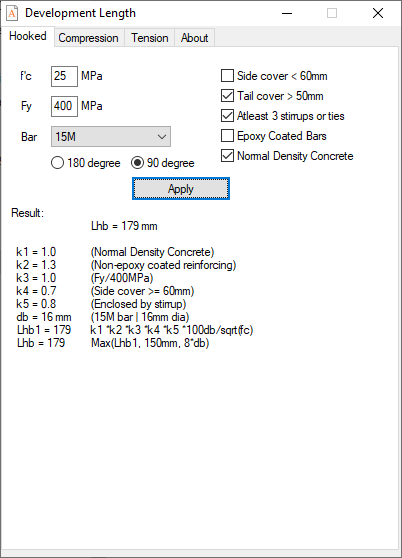 Development Length
Hooked Compression Tension About
f'c 25 MPa
Side cover < 60mm
Tail cover > 50mm
Fy 400 MPa
Atleast 3 stirrups or ties
Bar 15M
Epoxy Coated Bars
180 degree 90 degree
Normal Density Concrete
Apply
Result:
Lhb = 179 mm
k1 = 1.0 (Normal Density Concrete)
k2 = 1.3 (Non-epoxy coated reinforcing)
k3 = 1.0 (Fy/400MPa)
k4 = 0.7 (Side cover >= 60mm)
k5 = 0.8 (Enclosed by stirrup)
db = 16 mm (15M bar | 16mm dia)
Lhb1 = 179 k1 *k2 *k3 *k4 *k5 *100db/sqrt(fc)
Lhb = 179 Max(Lhb1, 150mm, 8*db)